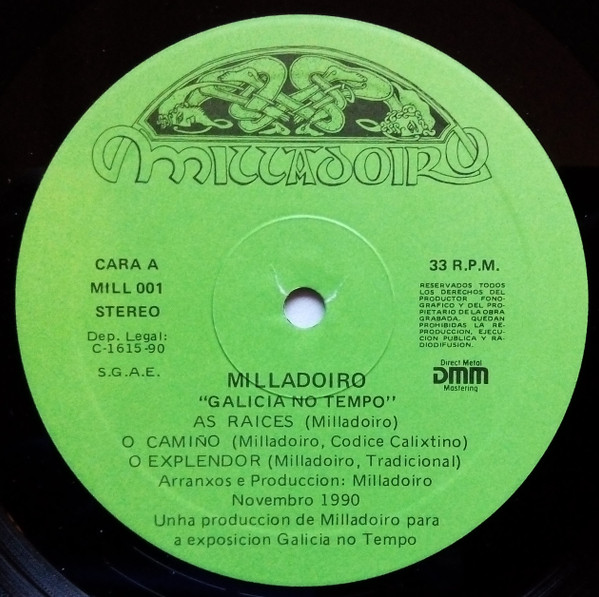 MILLADOIRO
CARA A
MILL 001
STEREO
Dep. Legal:
C-1615-90
S.G.A.E.
33 R.P.M.
RESERVADOS TODOS
LOS DERECHOS DEL
PRODUCTOR FONO-
GRAFICO Y DEL PRO-
PIETARIO DE LA OBRA
GRABADA. QUEDAN
PROHIBIDAS LA RE-
PRODUCCION, EJECU-
CION PUBLICA Y RA-
DIODIFUSION.
Direct Metal
DMM
Mastering
MILLADOIRO
"GALICIA NO TEMPO"
AS RAICES (Milladoiro)
O CAMIÑO (Milladoiro, Codice Calixtino)
O EXPLENDOR (Milladoiro, Tradicional)
Arranxos e Produccion: Milladoiro
Novembro 1990
Unha produccion de Milladoiro para
a exposicion Galicia no Tempo